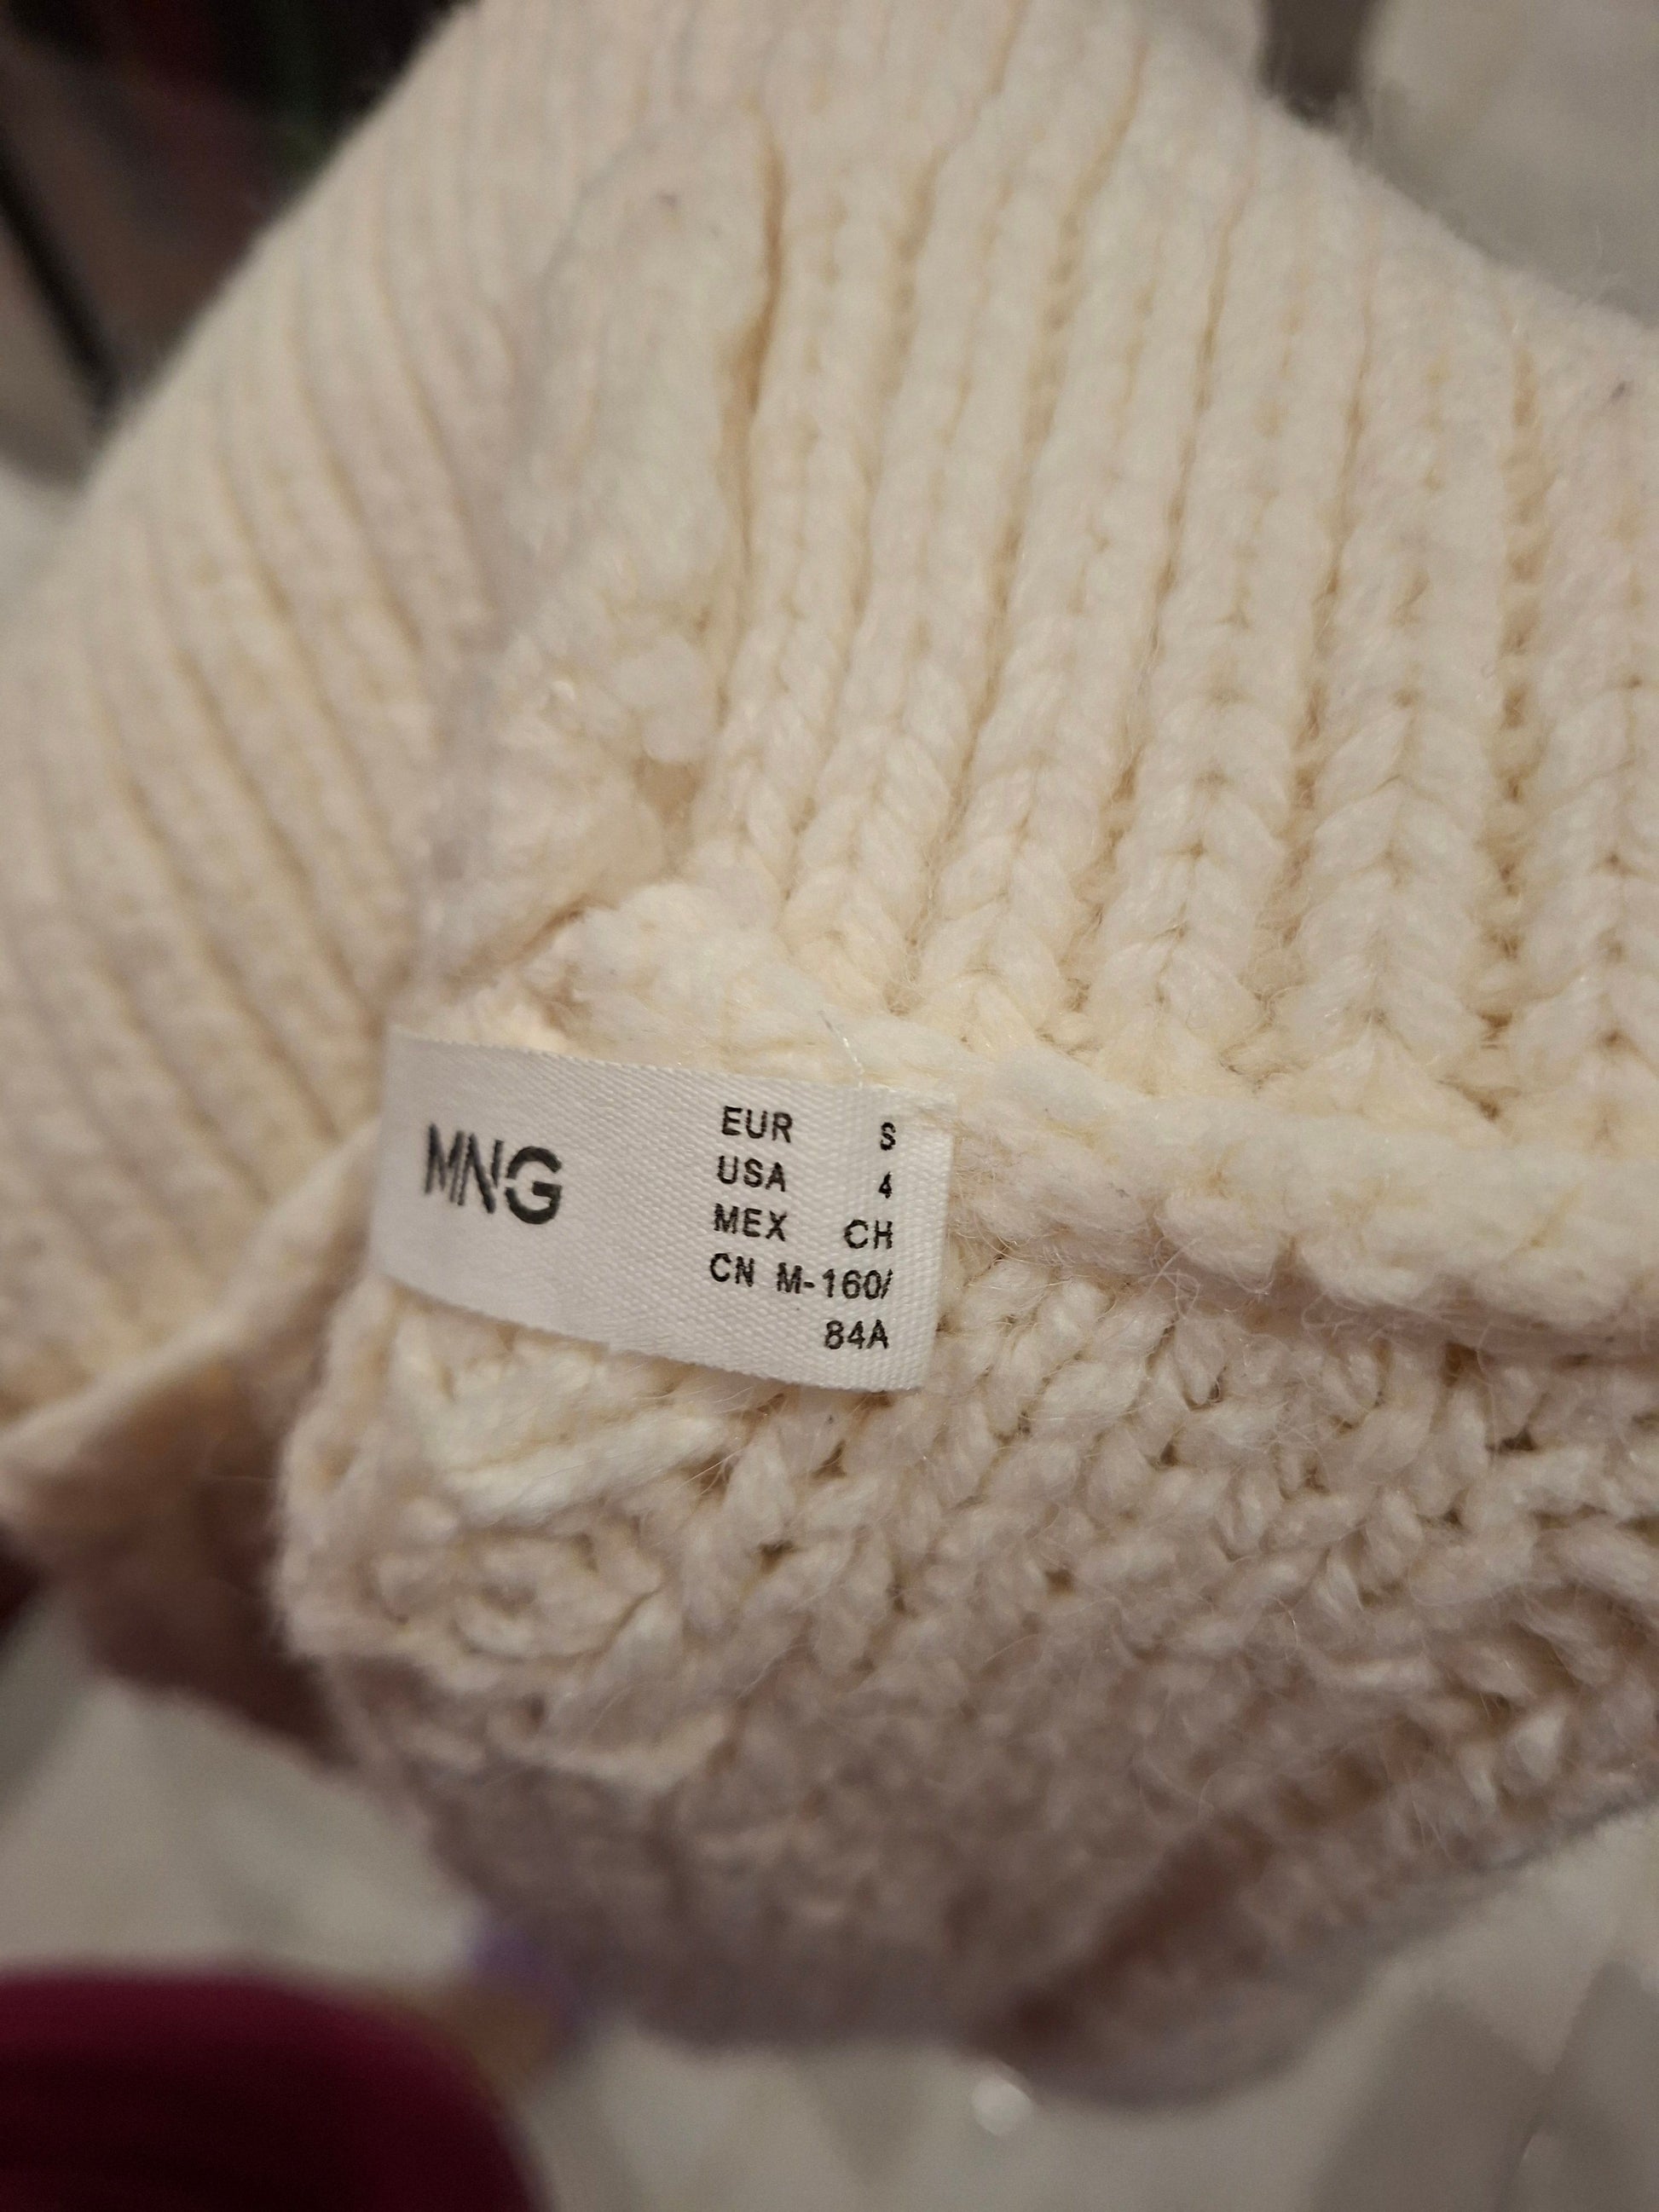 MNG
EUR S
USA 4
MEX CH
CN M-160/
84A